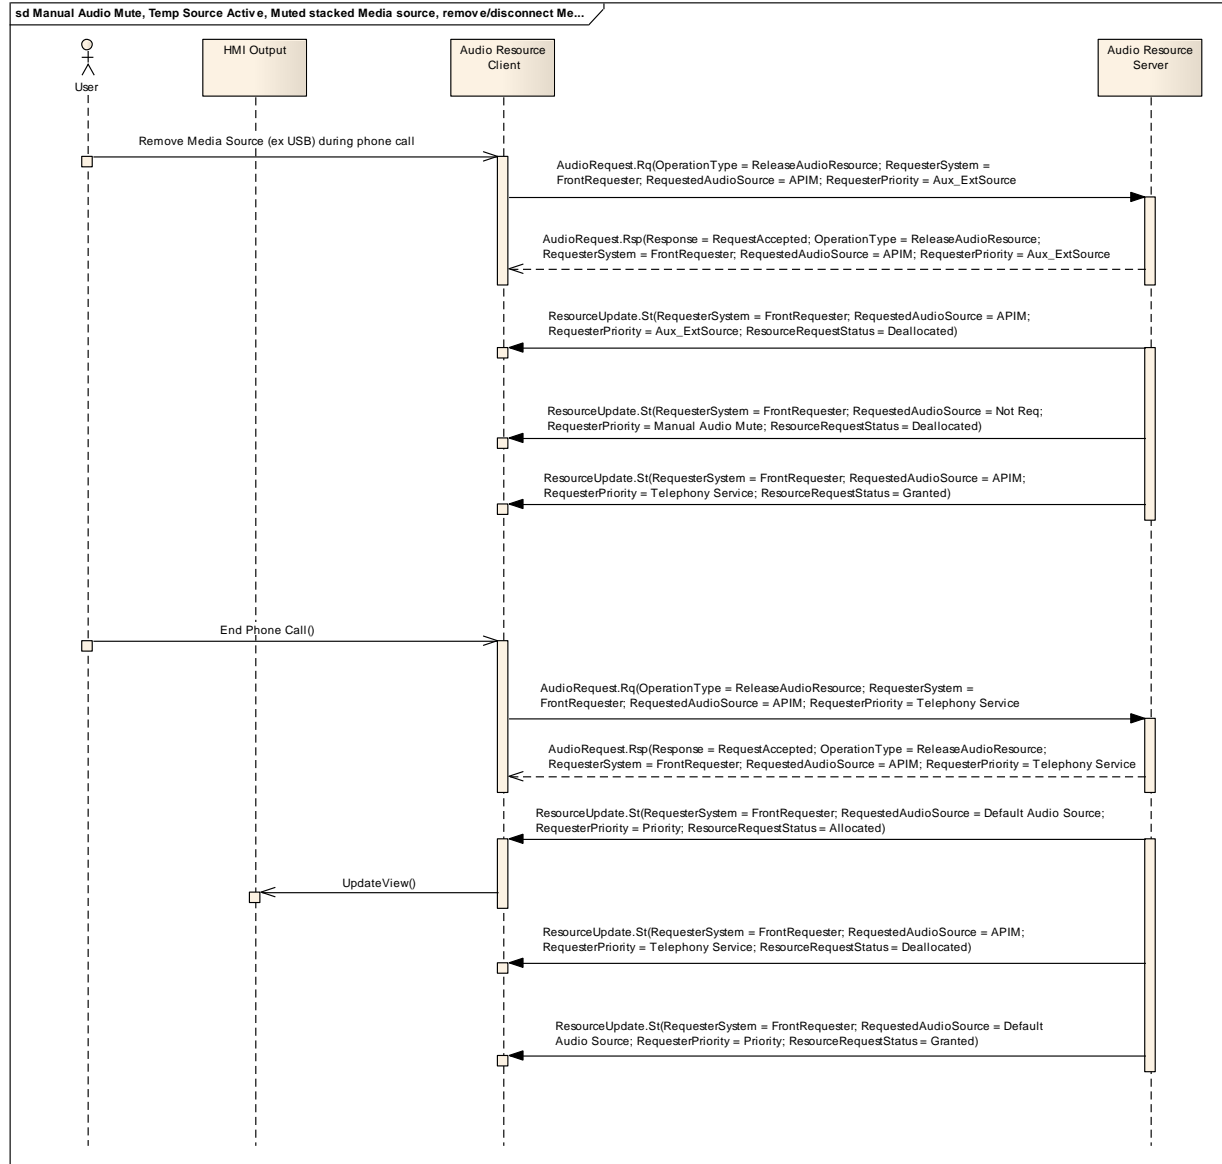 sd Manual Audio Mute, Temp Source Active, Muted stacked Media source, remove/disconnect Me...
User
HMI Output
Audio Resource
Client
Audio Resource
Server
Remove Media Source (ex USB) during phone call
AudioRequest.Rq(OperationType = ReleaseAudioResource; RequesterSystem =
FrontRequester; RequestedAudioSource = APIM; RequesterPriority = Aux_ExtSource
AudioRequest.Rsp(Response = RequestAccepted; OperationType = ReleaseAudioResource;
RequesterSystem = FrontRequester; RequestedAudioSource = APIM; RequesterPriority = Aux_ExtSource
ResourceUpdate.St(RequesterSystem = FrontRequester; RequestedAudioSource = APIM;
RequesterPriority = Aux_ExtSource; ResourceRequestStatus = Deallocated)
ResourceUpdate.St(RequesterSystem = FrontRequester; RequestedAudioSource = Not Req;
RequesterPriority = Manual Audio Mute; ResourceRequestStatus = Deallocated)
ResourceUpdate.St(RequesterSystem = FrontRequester; RequestedAudioSource = APIM;
RequesterPriority = Telephony Service; ResourceRequestStatus = Granted)
End Phone Call()
AudioRequest.Rq(OperationType = ReleaseAudioResource; RequesterSystem =
FrontRequester; RequestedAudioSource = APIM; RequesterPriority = Telephony Service
AudioRequest.Rsp(Response = RequestAccepted; OperationType = ReleaseAudioResource;
RequesterSystem = FrontRequester; RequestedAudioSource = APIM; RequesterPriority = Telephony Service
ResourceUpdate.St(RequesterSystem = FrontRequester; RequestedAudioSource = Default Audio Source;
RequesterPriority = Priority; ResourceRequestStatus = Allocated)
UpdateView()
ResourceUpdate.St(RequesterSystem = FrontRequester; RequestedAudioSource = APIM;
RequesterPriority = Telephony Service; ResourceRequestStatus = Deallocated)
ResourceUpdate.St(RequesterSystem = FrontRequester; RequestedAudioSource = Default
Audio Source; RequesterPriority = Priority; ResourceRequestStatus = Granted)